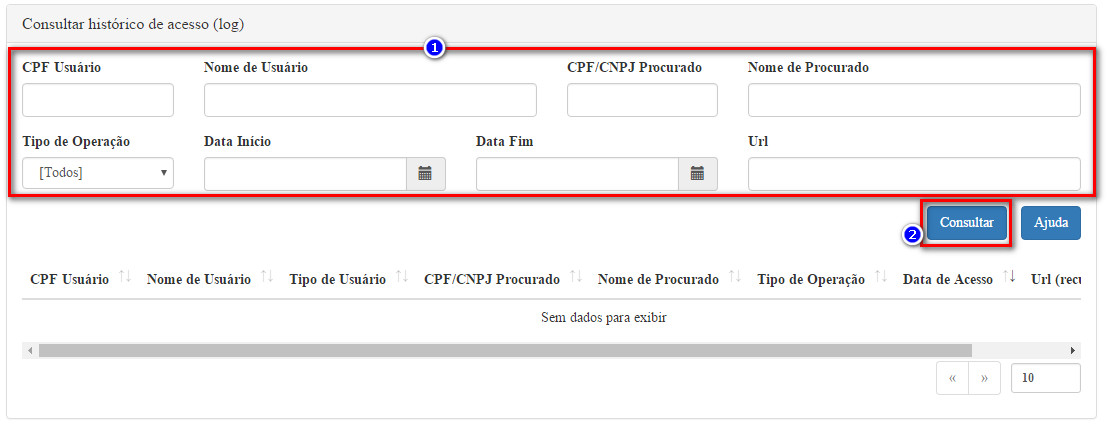 Consultar histórico de acesso (log)
1
CPF Usuário Nome de Usuário CPF/CNPJ Procurado Nome de Procurado
Tipo de Operação Data Início Data Fim Url
[Todos]
2 Consultar Ajuda
CPF Usuário Nome de Usuário Tipo de Usuário CPF/CNPJ Procurado Nome de Procurado Tipo de Operação Data de Acesso Url (recu
Sem dados para exibir
« » 10